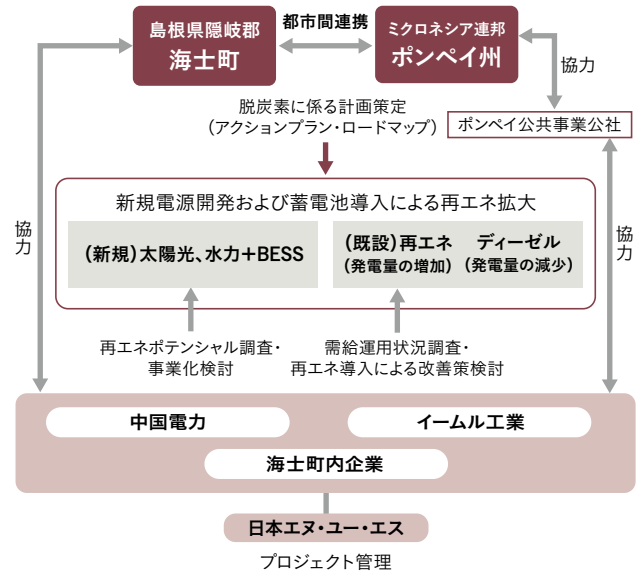 島根県隠岐郡
海士町
都市間連携
ミクロネシア連邦
ポンペイ州
協力
ポンペイ公共事業公社
脱炭素に係る計画策定
(アクションプラン・ロードマップ)
新規電源開発および蓄電池導入による再エネ拡大
(新規)太陽光、水力+BESS
(既設)再エネ
(発電量の増加)
ディーゼル
(発電量の減少)
協力
協力
再エネポテンシャル調査・
事業化検討
需給運用状況調査・
再エネ導入による改善策検討
中国電力
イームル工業
海士町内企業
日本エヌ・ユー・エス
プロジェクト管理